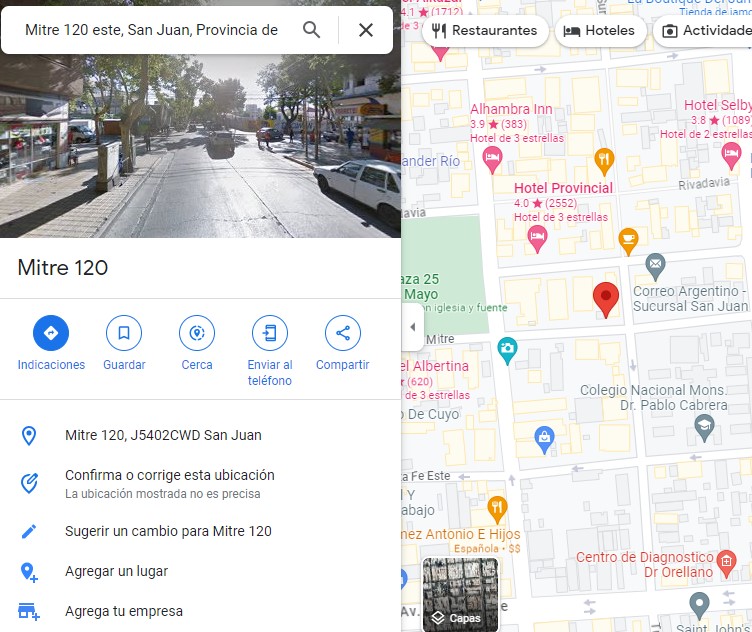 Mitre 120 este, San Juan, Provincia de
Mitre 120
Indicaciones
Guardar
Cerca
Enviar al
teléfono
Compartir
Mitre 120, J5402CWD San Juan
Confirma o corrige esta ubicación
La ubicación mostrada no es precisa
Sugerir un cambio para Mitre 120
Agregar un lugar
Agrega tu empresa
4.1 ★ (1712)
de 3
Tienda de jamo
Restaurantes
Hoteles
Actividade
Alhambra Inn
3.9 ★ (383)
Hotel de 3 estrellas
Hotel Selby
3.8 ★ (1089
Hotel de 2 estrellas
ander Río
Hotel Provincial
4.0 ★ (2552)
Hotel de 3 estrellas
Rivadavia
davia
aza 25
Mayo
on iglesia y fuente
Correo Argentino -
Sucursal San Juan
Mitre
el Albertina
(620)
de 3 estrellas
o De Cuyo
Colegio Nacional Mons.
Dr. Pablo Cabrera
a Fe Este
l Y
abajo
nez Antonio E Hijos
Española • $$
Centro de Diagnostico
Dr Orellano
Capas
Av.
e
Saint John's